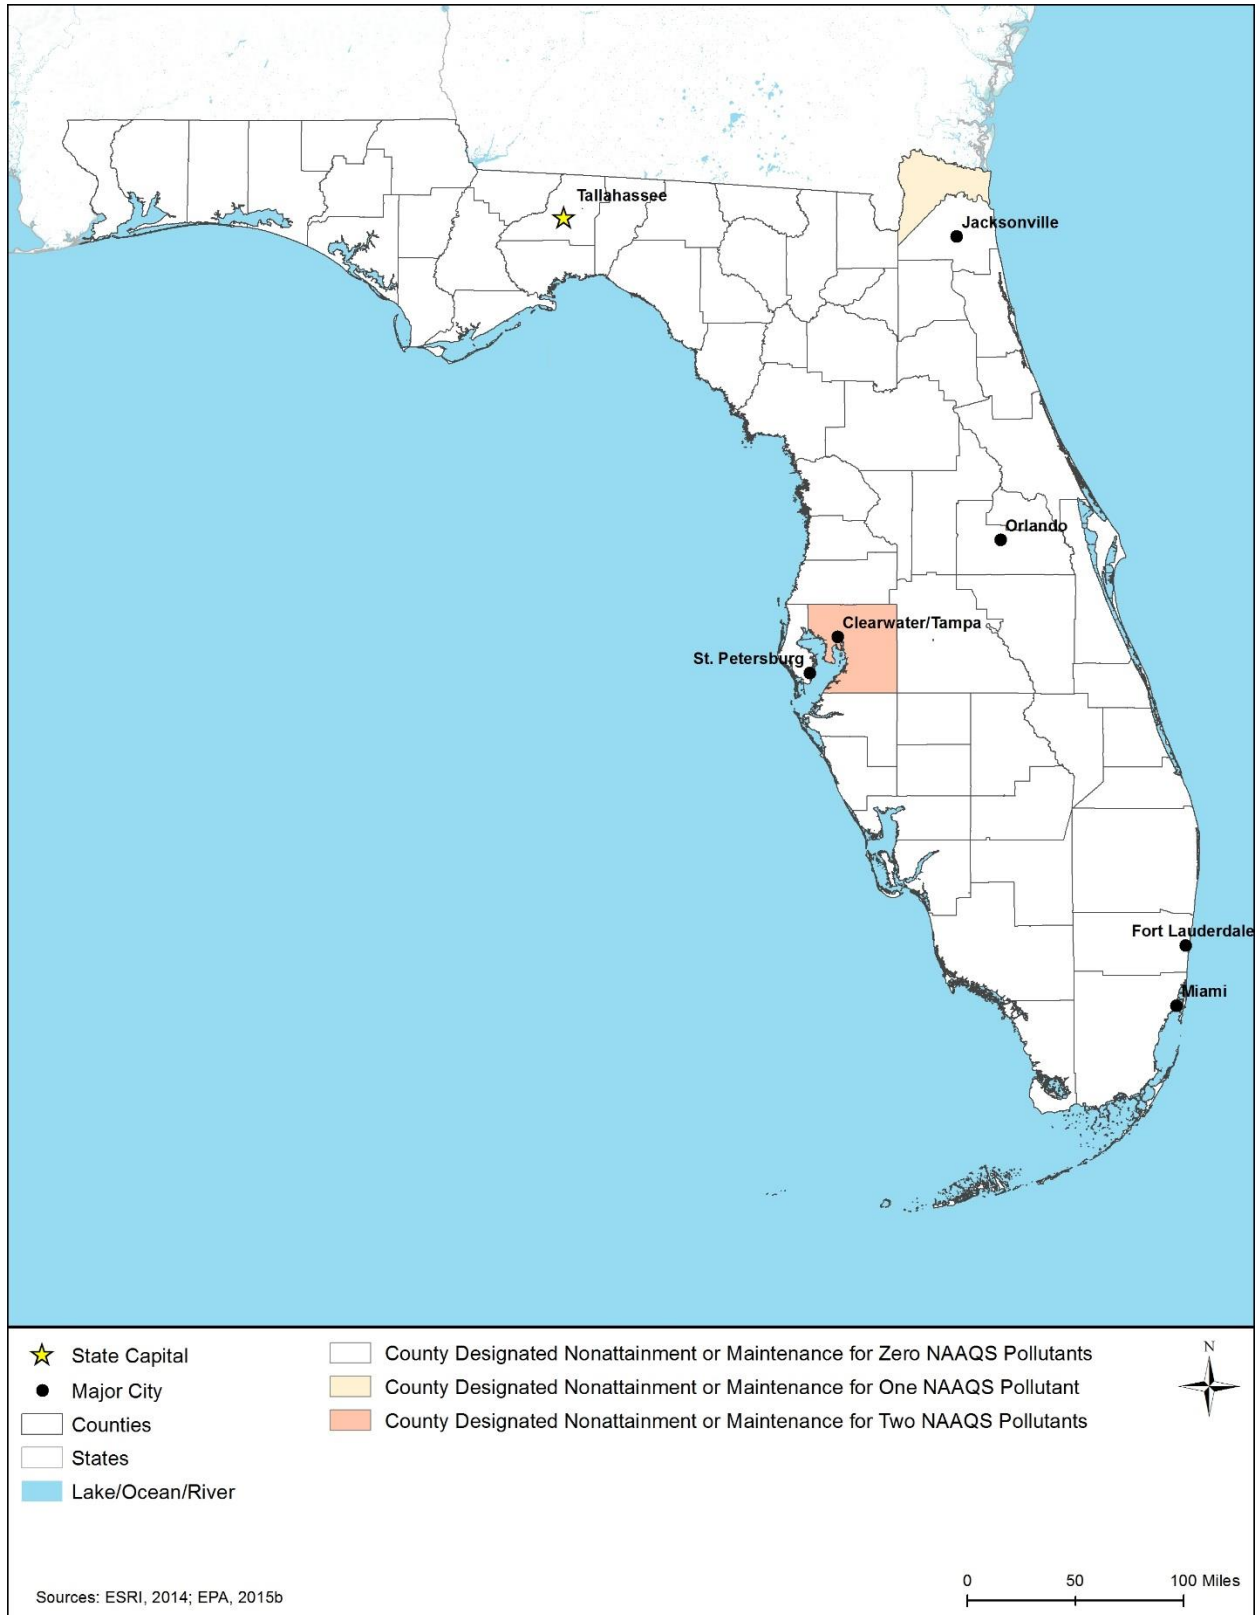 Tallahassee
Jacksonville
Orlando
Clearwater/Tampa
St. Petersburg
Fort Lauderdale
Miami
State Capital
Major City
Counties
States
Lake/Ocean/River
County Designated Nonattainment or Maintenance for Zero NAAQS Pollutants
County Designated Nonattainment or Maintenance for One NAAQS Pollutant
County Designated Nonattainment or Maintenance for Two NAAQS Pollutants
N
Sources: ESRI, 2014; EPA, 2015b
0 50 100 Miles